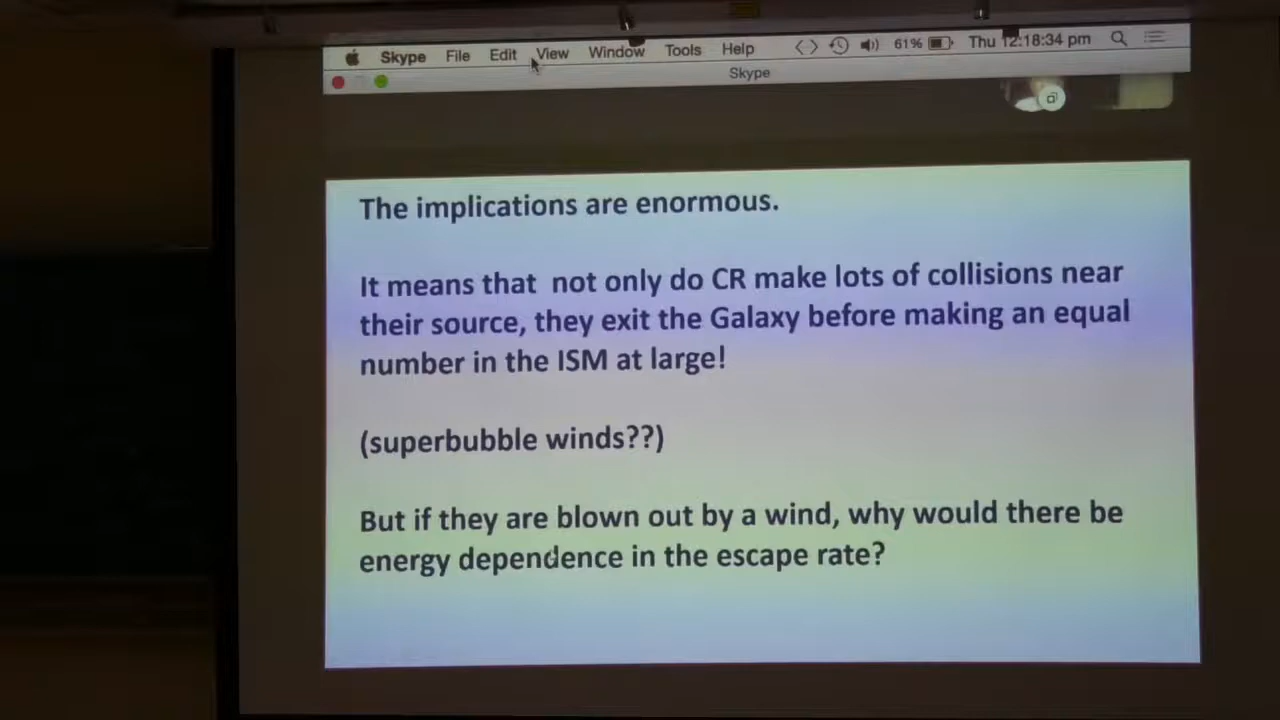 Skype File Edit View Window Tools Help 61% Thu 12:18:34 pm
Skype
The implications are enormous.
It means that not only do CR make lots of collisions near
their source, they exit the Galaxy before making an equal
number in the ISM at large!
(superbubble winds??)
But if they are blown out by a wind, why would there be
energy dependence in the escape rate?